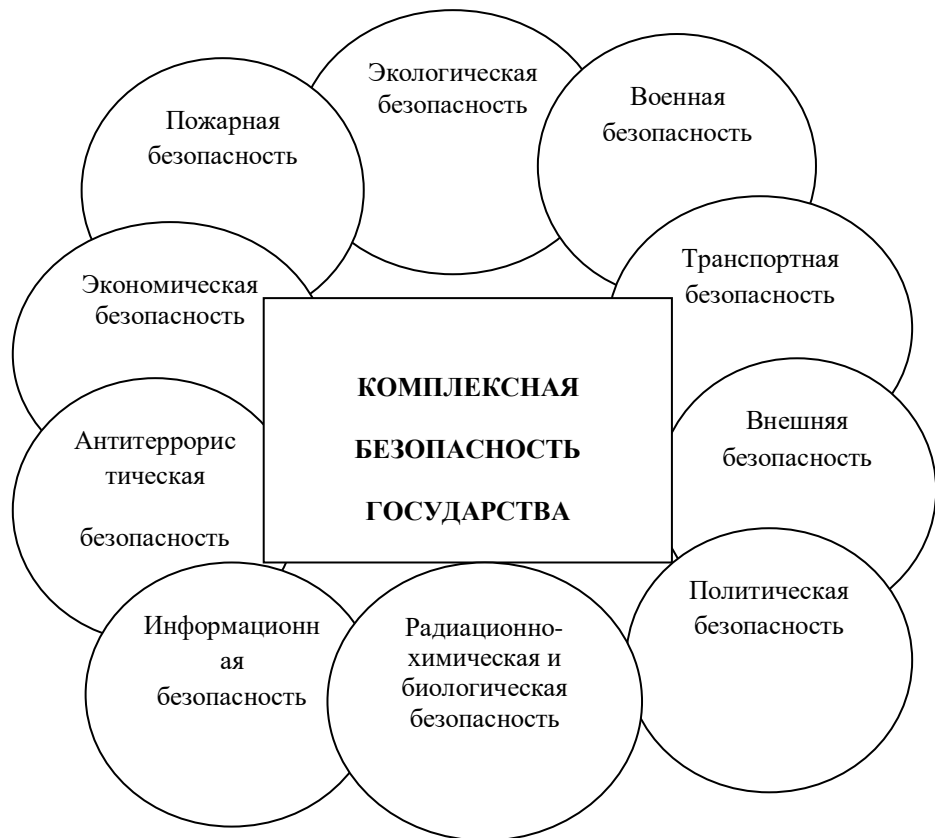 Экологическая
безопасность
Военная
безопасность
Пожарная
безопасность
Транспортная
безопасность
Экономическая
безопасность
КОМПЛЕКСНАЯ
БЕЗОПАСНОСТЬ
ГОСУДАРСТВА
Внешняя
безопасность
Антитеррорис
тическая
безопасность
Политическая
безопасность
Информационн
ая
безопасность
Радиационно-
химическая и
биологическая
безопасность